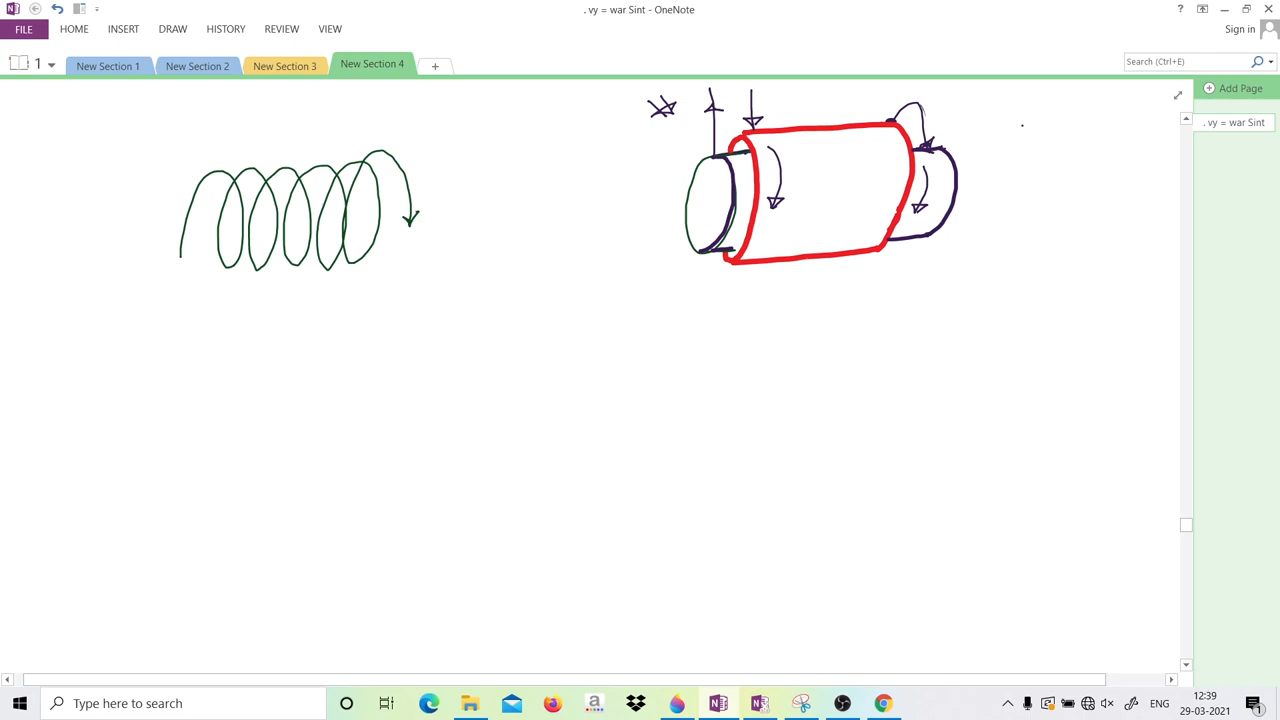 . vy = war Sint - OneNote
? 
Sign in
FILE HOME INSERT DRAW HISTORY REVIEW VIEW
1 New Section 1 New Section 2 New Section 3 New Section 4 +
Search (Ctrl+E)
Add Page
. vy = war Sint
Type here to search
a
ENG
12:39
29-03-2021
1